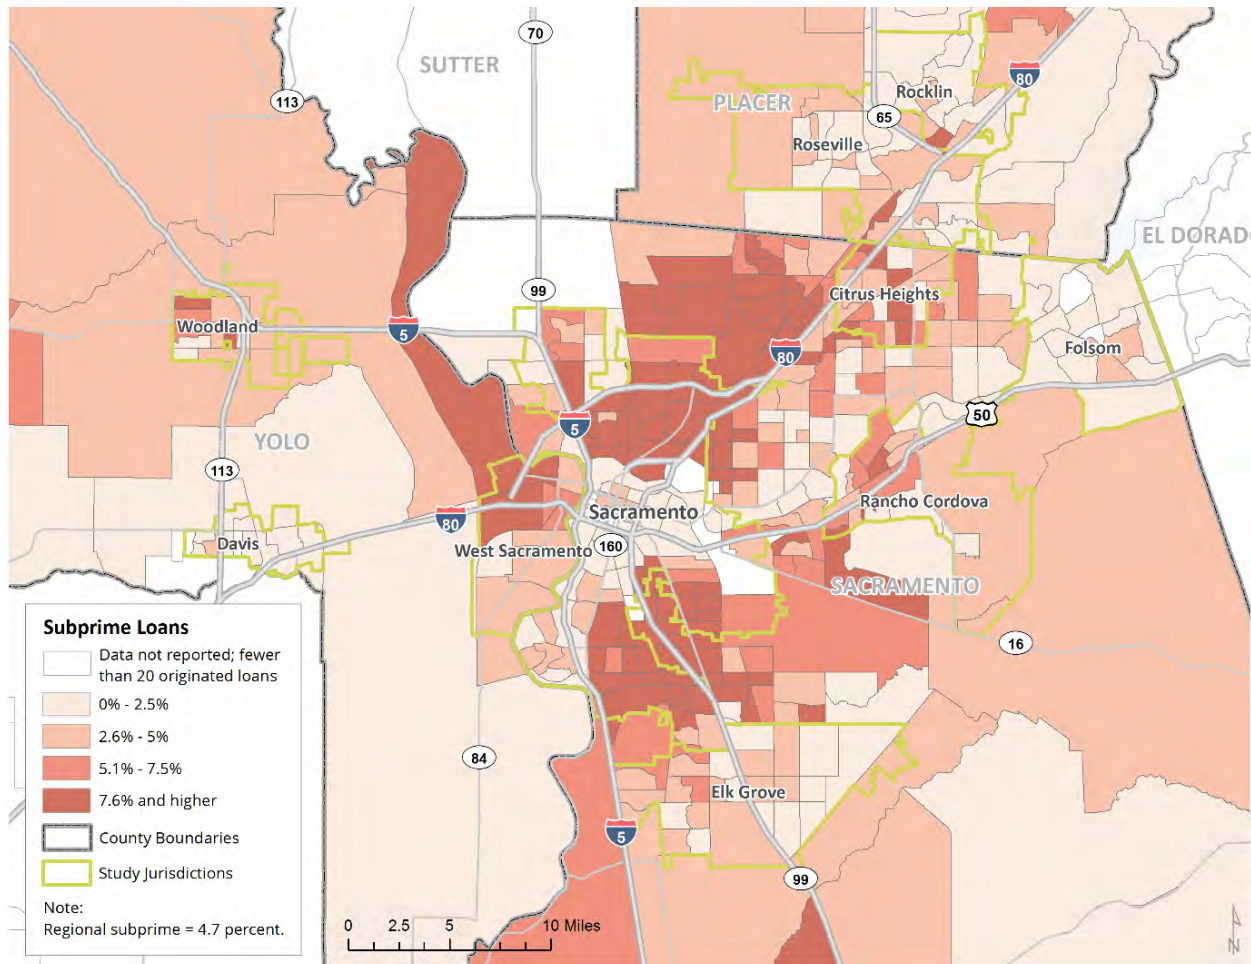 70
SUTTER
113
80
Rocklin
PLACER
65
Roseville
EL DORADO
99
Citrus Heights
5
Woodland
80
Folsom
50
5
YOLO
113
Rancho Cordova
Sacramento
80
Davis
West Sacramento
160
SACRAMENTO
16
84
Elk Grove
5
99
Subprime Loans
Data not reported; fewer
than 20 originated loans
0% - 2.5%
2.6% - 5%
5.1% - 7.5%
7.6% and higher
County Boundaries
Study Jurisdictions
Note:
Regional subprime = 4.7 percent.
0 2.5 5 10 Miles
N